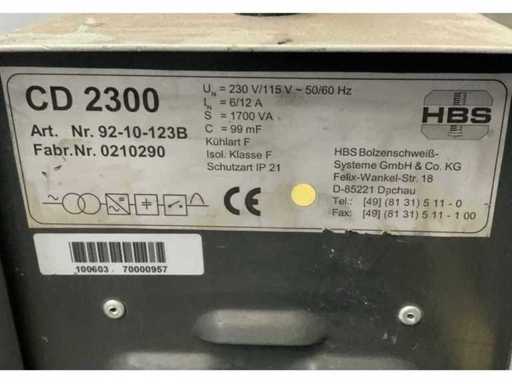 CD 2300
Art. Nr. 92-10-123B
Fabr.Nr. 0210290
U_N = 230 V/115 V ~ 50/60 Hz
I_N = 6/12 A
S = 1700 VA
C = 99 mF
Kühlart F
Isol. Klasse F
Schutzart IP 21
CE
HBS
HBS Bolzenschweiß-
Systeme GmbH & Co. KG
Felix-Wankel-Str. 18
D-85221 Dachau
Tel.: [49] (81 31) 5 11 - 0
Fax: [49] (81 31) 5 11 - 1 00
100603 70000957